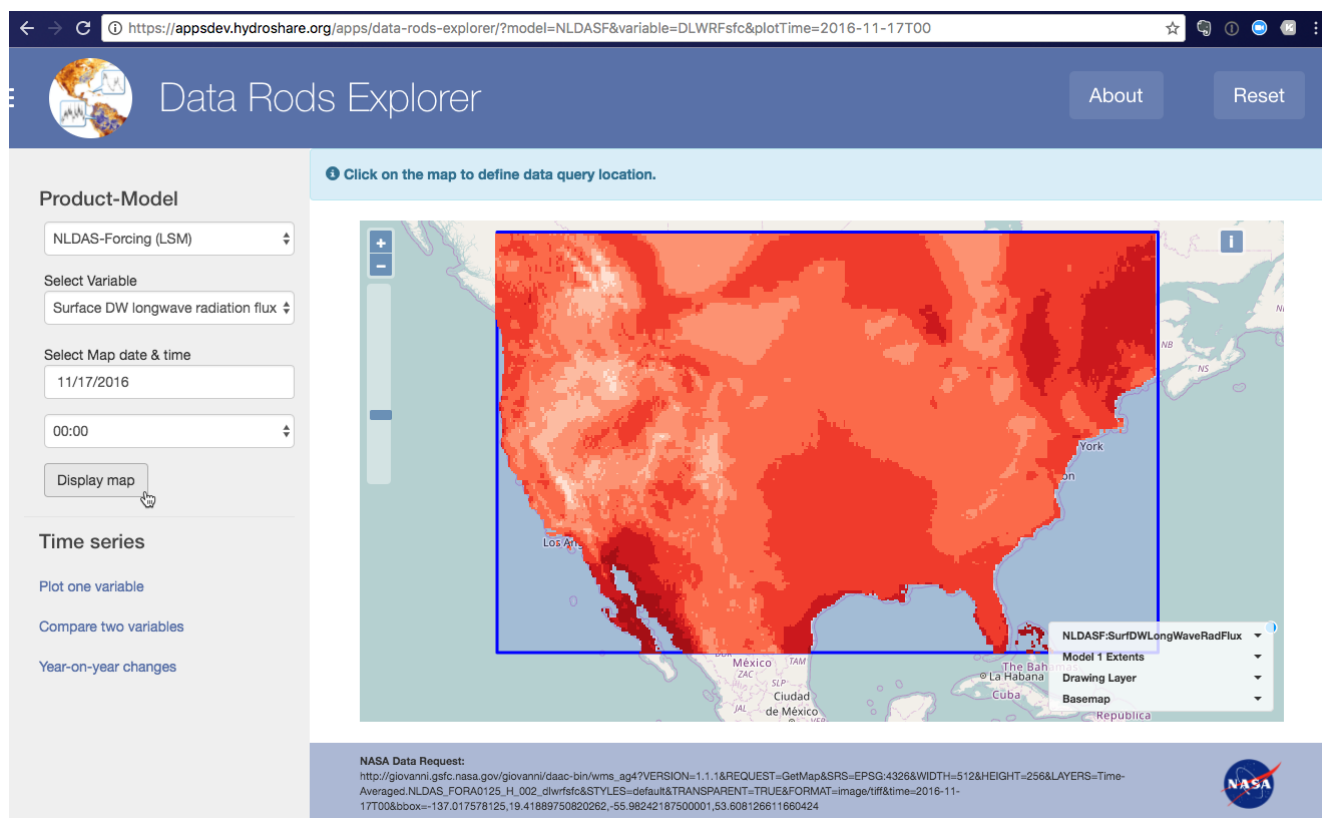 https://appsdev.hydroshare.org/apps/data-rods-explorer/?model=NLDASF&variable=DLWRFsfc&plotTime=2016-11-17T00
Data Rods Explorer
About
Reset
Product-Model
NLDAS-Forcing (LSM)
Select Variable
Surface DW longwave radiation flux
Select Map date & time
11/17/2016
00:00
Display map
Time series
Plot one variable
Compare two variables
Year-on-year changes
Click on the map to define data query location.
+
−
i
NB
NS
York
on
Los An
México
TAM
ZAC
SLP
Ciudad
de México
JAL
VER
The Bahamas
La Habana
Cuba
República
NLDASF:SurfDWLongWaveRadFlux
Model 1 Extents
Drawing Layer
Basemap
NASA Data Request:
http://giovanni.gsfc.nasa.gov/giovanni/daac-bin/wms_ag4?VERSION=1.1.1&REQUEST=GetMap&SRS=EPSG:4326&WIDTH=512&HEIGHT=256&LAYERS=Time-
Averaged.NLDAS_FORA0125_H_002_dlwrfsfc&STYLES=default&TRANSPARENT=TRUE&FORMAT=image/tiff&time=2016-11-
17T00&bbox=-137.017578125,19.41889750820262,-55.98242187500001,53.608126611660424
NASA